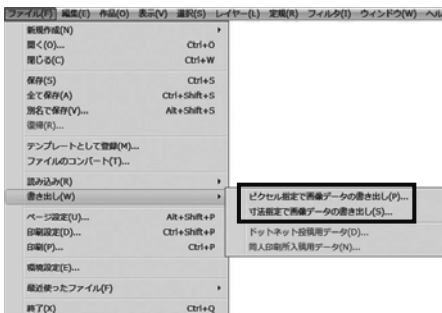 ファイル(F) 編集(E) 作品(O) 表示(V) 選択(S) レイヤー(L) 定規(R) フィルタ(I) ウィンドウ(W) ヘル
新規作成(N)
開く(O)... Ctrl+O
閉じる(C) Ctrl+W
保存(S) Ctrl+S
全て保存(A) Ctrl+Shift+S
別名で保存(V)... Alt+Shift+S
復帰(R)...
テンプレートとして登録(M)...
ファイルのコンバート(T)...
読み込み(R)
書き出し(W)
ピクセル指定で画像データの書き出し(P)...
寸法指定で画像データの書き出し(S)...
ドットネット投稿用データ(D)...
同人印刷所入稿用データ(N)...
ページ設定(U)... Alt+Shift+P
印刷設定(D)... Ctrl+Shift+P
印刷(P)... Ctrl+P
環境設定(E)...
最近使ったファイル(F)
終了(X) Ctrl+Q